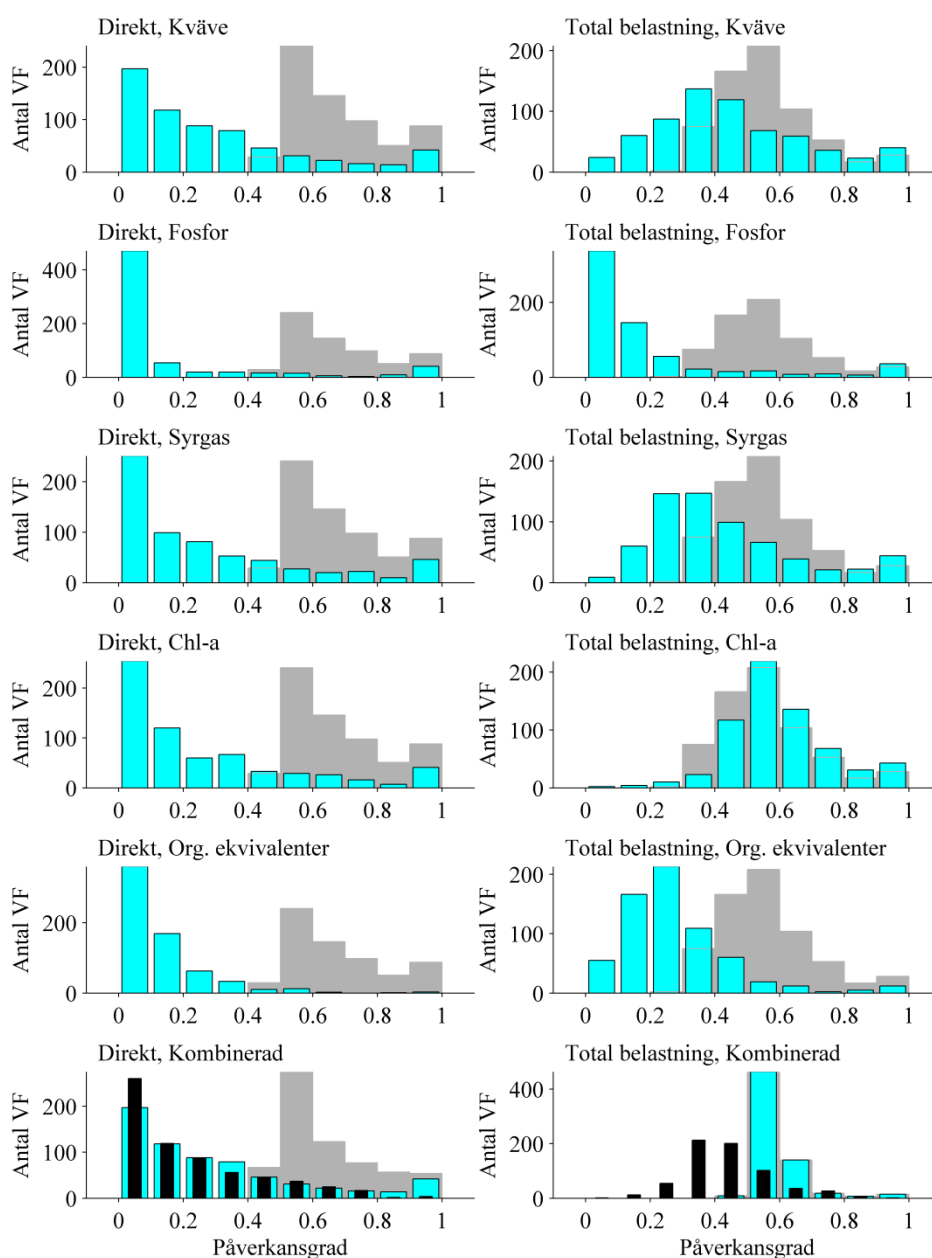 Direkt, Kväve
Antal VF
200
100
0
0 0.2 0.4 0.6 0.8 1
Total belastning, Kväve
Antal VF
200
100
0
0 0.2 0.4 0.6 0.8 1
Direkt, Fosfor
Antal VF
400
200
0
0 0.2 0.4 0.6 0.8 1
Total belastning, Fosfor
Antal VF
200
0
0 0.2 0.4 0.6 0.8 1
Direkt, Syrgas
Antal VF
200
100
0
0 0.2 0.4 0.6 0.8 1
Total belastning, Syrgas
Antal VF
200
100
0
0 0.2 0.4 0.6 0.8 1
Direkt, Chl-a
Antal VF
200
100
0
0 0.2 0.4 0.6 0.8 1
Total belastning, Chl-a
Antal VF
200
100
0
0 0.2 0.4 0.6 0.8 1
Direkt, Org. ekvivalenter
Antal VF
200
0
0 0.2 0.4 0.6 0.8 1
Total belastning, Org. ekvivalenter
Antal VF
200
100
0
0 0.2 0.4 0.6 0.8 1
Direkt, Kombinerad
Antal VF
200
100
0
0 0.2 0.4 0.6 0.8 1
Påverkansgrad
Total belastning, Kombinerad
Antal VF
400
200
0
0 0.2 0.4 0.6 0.8 1
Påverkansgrad